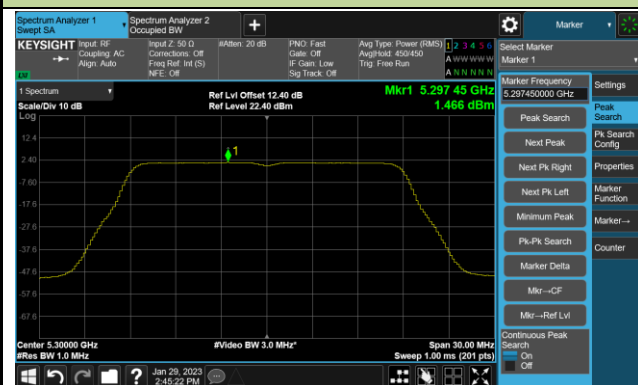 Spectrum Analyzer 1
Swept SA
Spectrum Analyzer 2
Occupied BW
+
Marker
KEYSIGHT
Input: RF
Coupling: AC
Align: Auto
Input Z: 50 Ω
Corrections: Off
Freq Ref: Int (S)
NFE: Off
#Atten: 20 dB
PNO: Fast
Gate: Off
IF Gain: Low
Sig Track: Off
Avg Type: Power (RMS)
Avg|Hold: 450/450
Trig: Free Run
1 2 3 4 5 6
A W W W W W
A N N N N N
LXI
Select Marker
Marker 1
1 Spectrum
Scale/Div 10 dB
Log
Ref Lvl Offset 12.40 dB
Ref Level 22.40 dBm
Mkr1 5.297 45 GHz
1.466 dBm
12.4
2.40
-7.60
-17.6
-27.6
-37.6
-47.6
-57.6
-67.6
1
Center 5.30000 GHz
#Res BW 1.0 MHz
#Video BW 3.0 MHz*
Span 30.00 MHz
Sweep 1.00 ms (201 pts)
Marker Frequency
5.297450000 GHz
Peak Search
Next Peak
Next Pk Right
Next Pk Left
Minimum Peak
Pk-Pk Search
Marker Delta
Mkr→CF
Mkr→Ref Lvl
Continuous Peak
Search
On
Off
Settings
Peak
Search
Pk Search
Config
Properties
Marker
Function
Marker→
Counter
?
Jan 29, 2023
2:45:22 PM